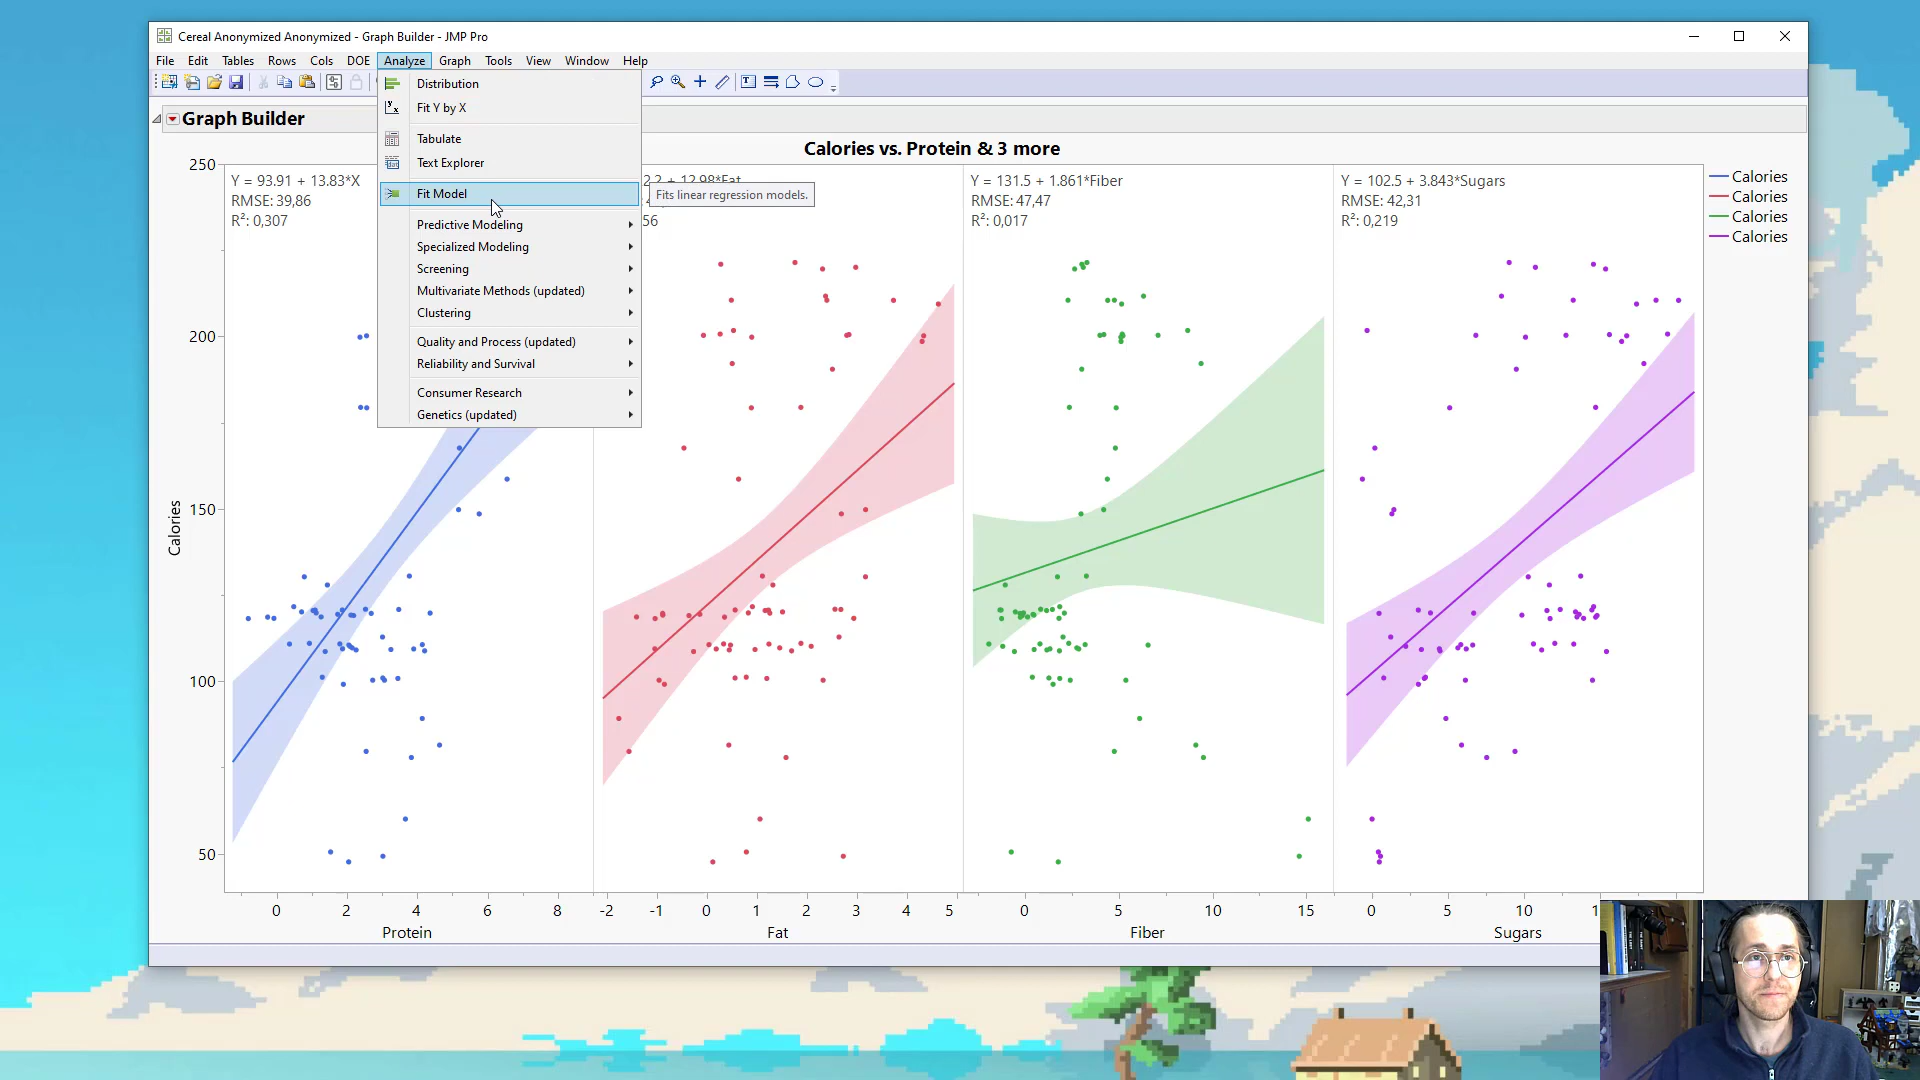 Cereal Anonymized Anonymized - Graph Builder - JMP Pro
File Edit Tables Rows Cols DOE Analyze Graph Tools View Window Help
Distribution
Fit Y by X
Tabulate
Text Explorer
Fit Model
Fits linear regression models.
Predictive Modeling
Specialized Modeling
Screening
Multivariate Methods (updated)
Clustering
Quality and Process (updated)
Reliability and Survival
Consumer Research
Genetics (updated)
Graph Builder
Calories vs. Protein & 3 more
Y = 93.91 + 13.83*X
RMSE: 39,86
R²: 0,307
2.2 + 12.98*Fat
56
Y = 131.5 + 1.861*Fiber
RMSE: 47,47
R²: 0,017
Y = 102.5 + 3.843*Sugars
RMSE: 42,31
R²: 0,219
Calories
Calories
Calories
Calories
Calories
250
200
150
100
50
0 2 4 6 8
-2 -1 0 1 2 3 4 5
0 5 10 15
0 5 10
Protein
Fat
Fiber
Sugars